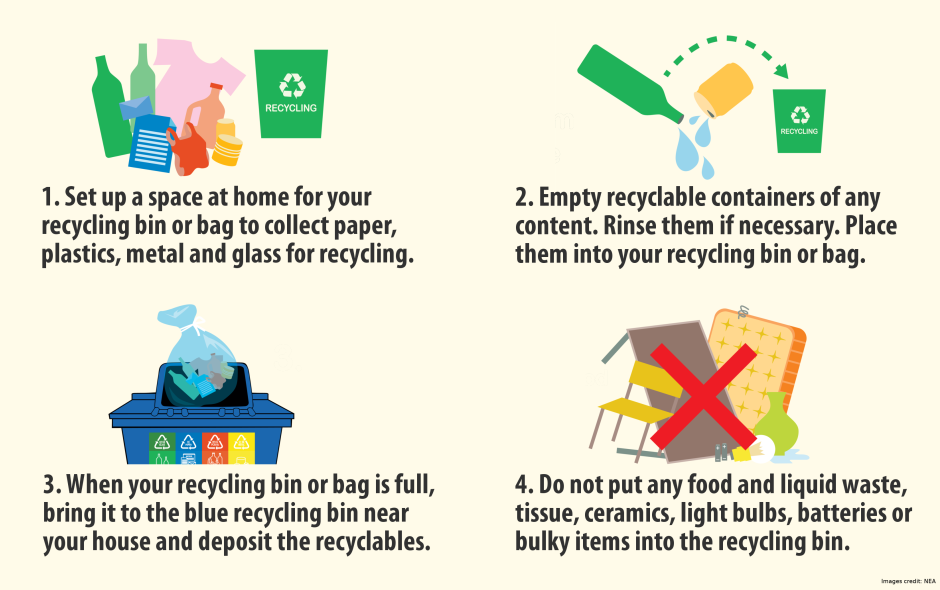 RECYCLING
1. Set up a space at home for your
recycling bin or bag to collect paper,
plastics, metal and glass for recycling.
RECYCLING
2. Empty recyclable containers of any
content. Rinse them if necessary. Place
them into your recycling bin or bag.
3. When your recycling bin or bag is full,
bring it to the blue recycling bin near
your house and deposit the recyclables.
4. Do not put any food and liquid waste,
tissue, ceramics, light bulbs, batteries or
bulky items into the recycling bin.
Images credit: NEA